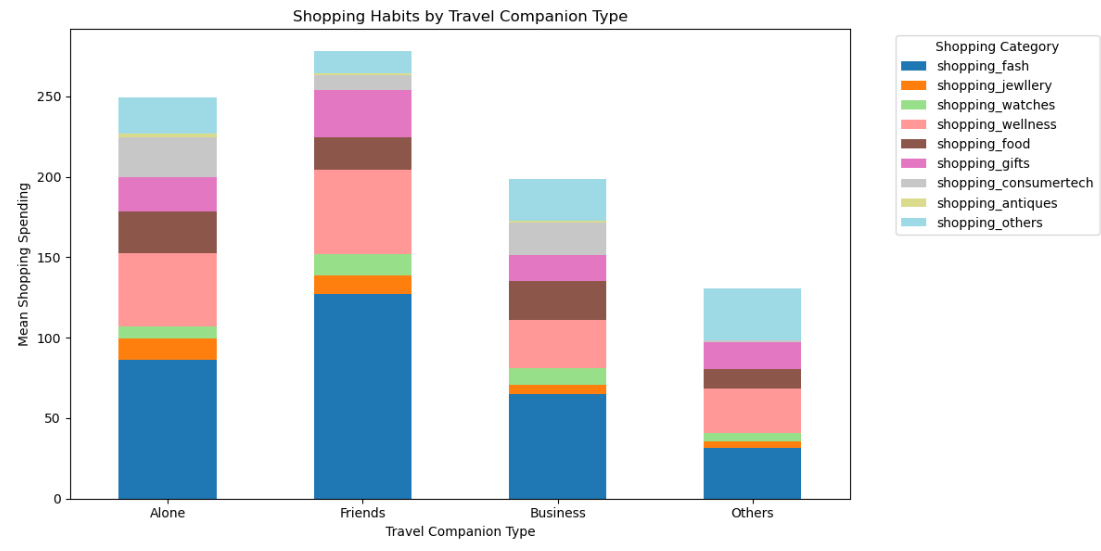 Shopping Habits by Travel Companion Type
Mean Shopping Spending
250
200
150
100
50
0
Alone
Friends
Business
Others
Travel Companion Type
Shopping Category
shopping_fash
shopping_jewllery
shopping_watches
shopping_wellness
shopping_food
shopping_gifts
shopping_consumertech
shopping_antiques
shopping_others